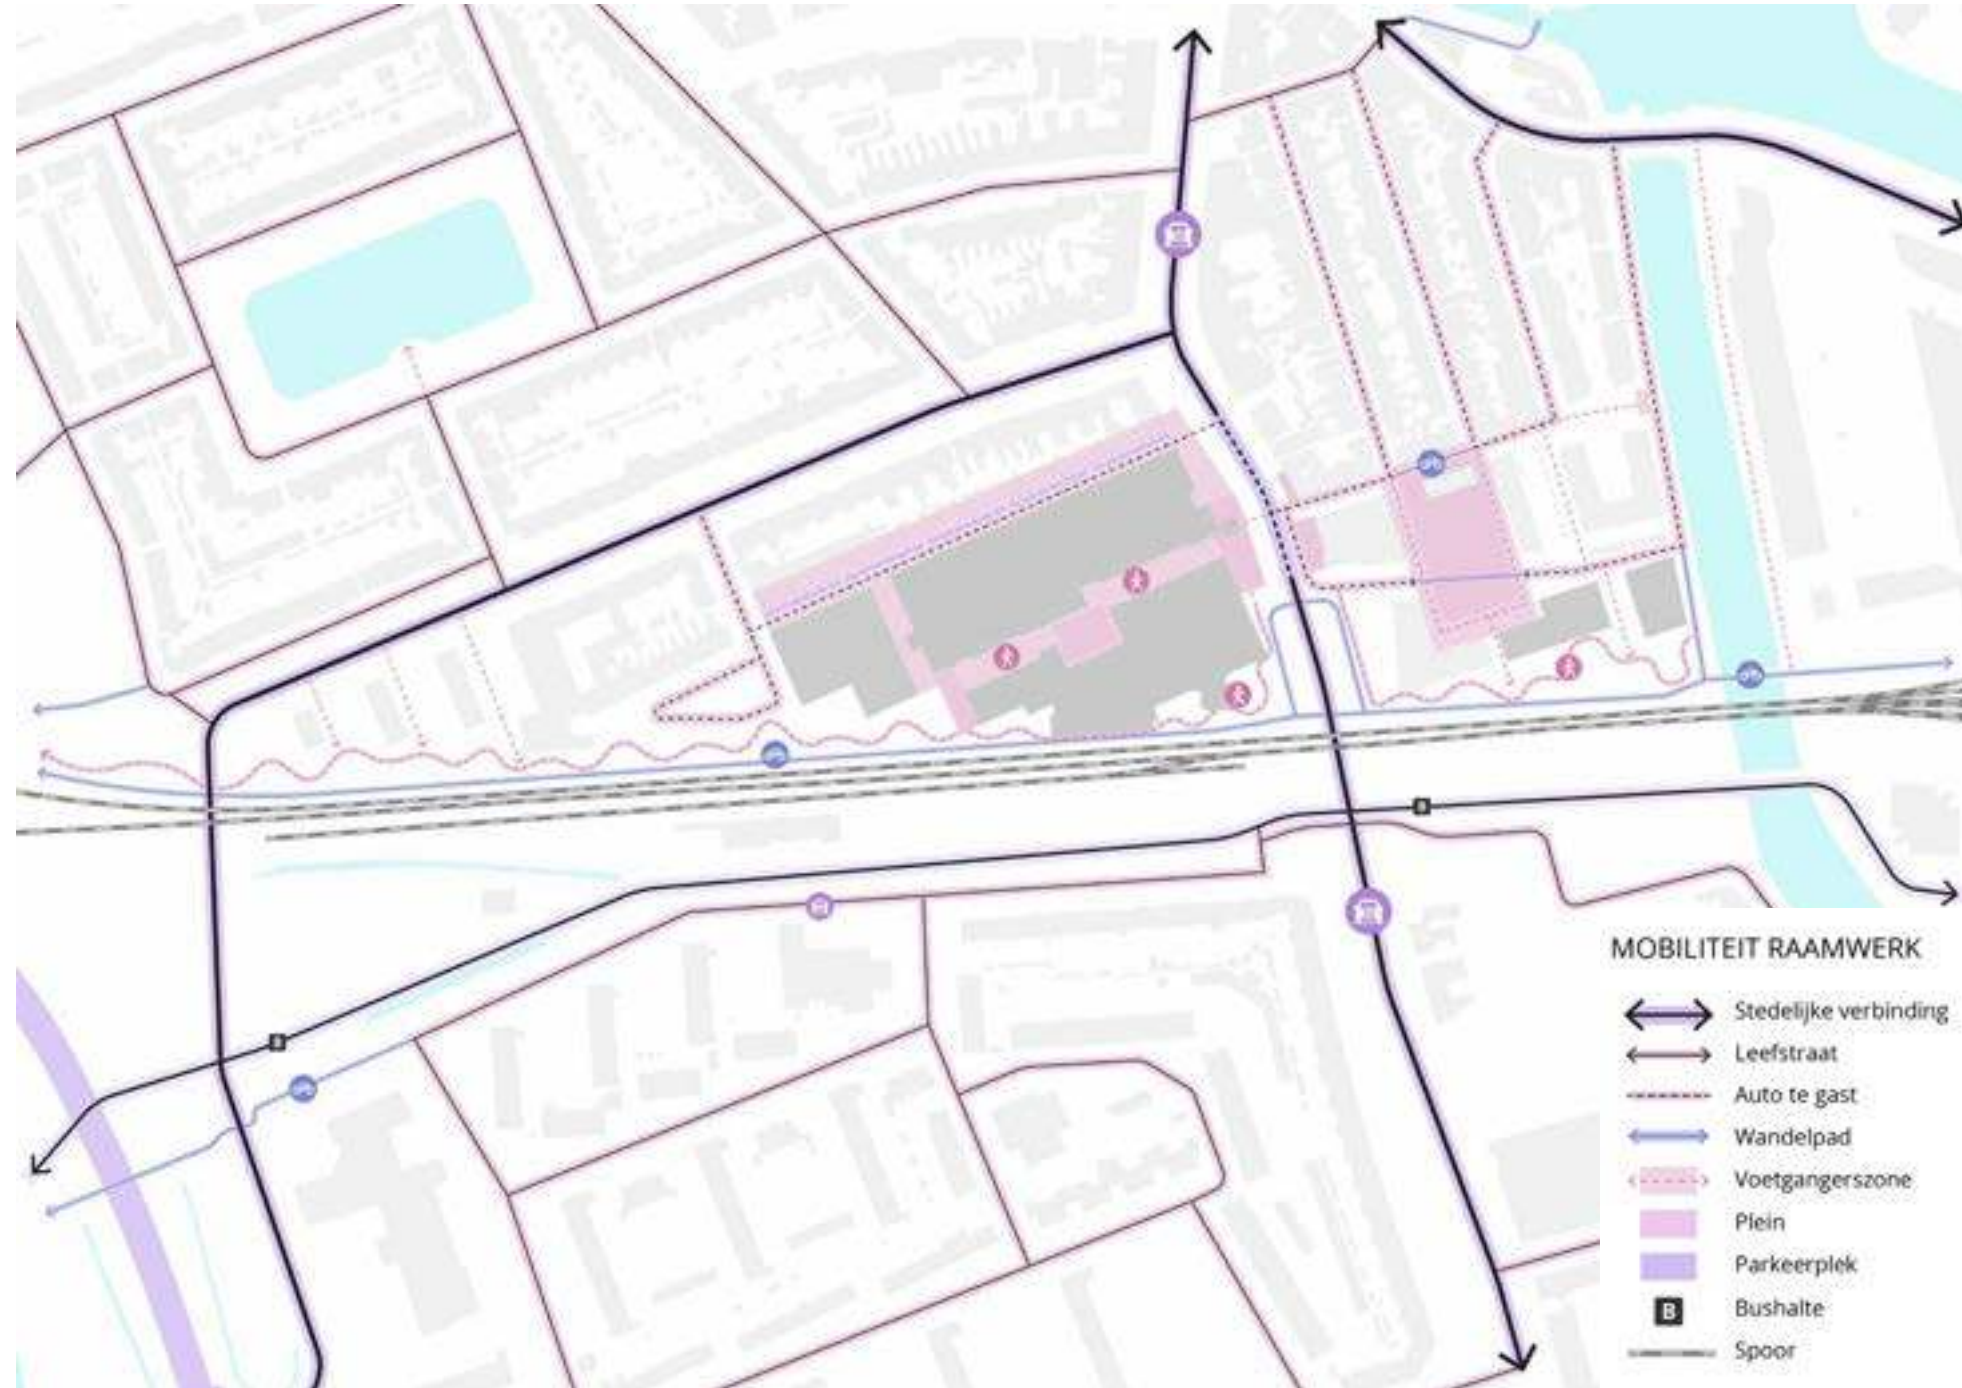 MOBILITEIT RAAMWERK
Stedelijke verbinding
Leefstraat
Auto te gast
Wandelpad
Voetgangerszone
Plein
Parkeerplek
B
Bushalte
Spoor